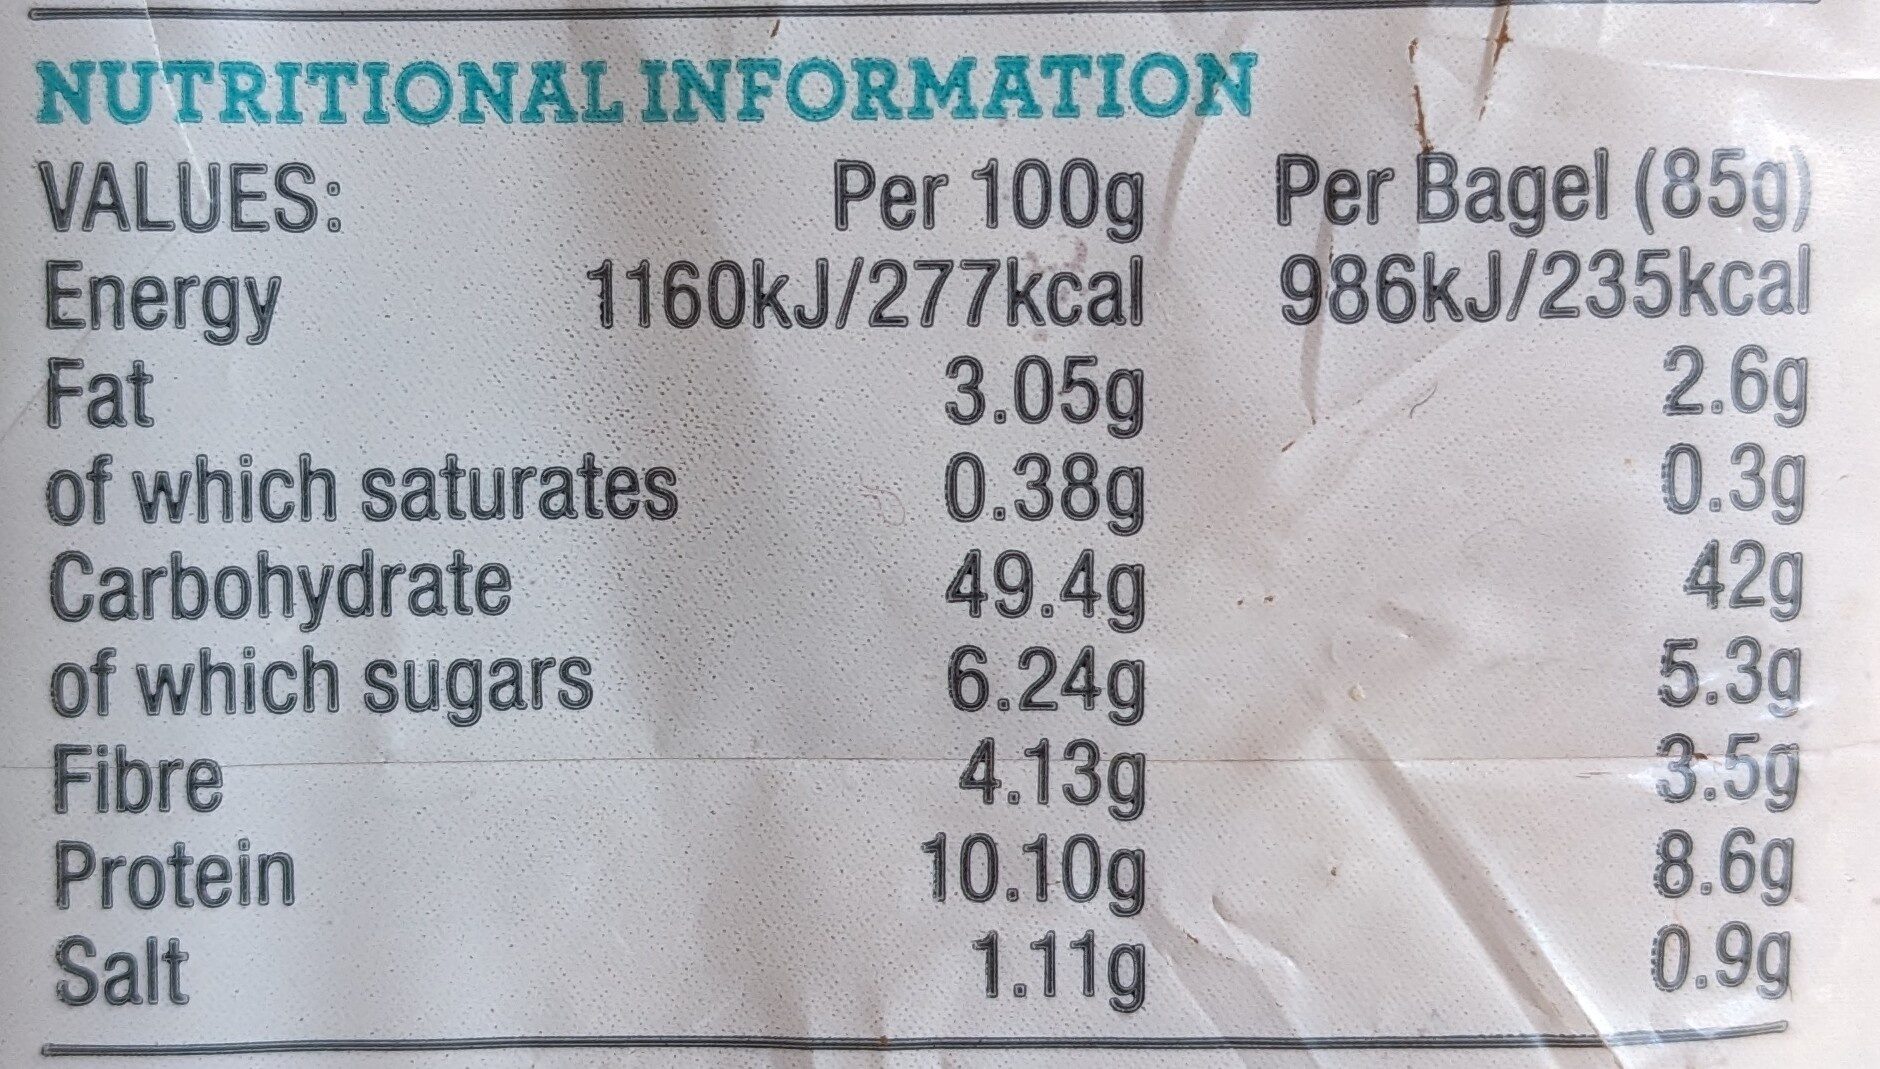 NUTRITIONAL INFORMATION
VALUES: Per 100g Per Bagel (85g)
Energy 1160kJ/277kcal 986kJ/235kcal
Fat 3.05g 2.6g
of which saturates 0.38g 0.3g
Carbohydrate 49.4g 42g
of which sugars 6.24g 5.3g
Fibre 4.13g 3.5g
Protein 10.10g 8.6g
Salt 1.11g 0.9g